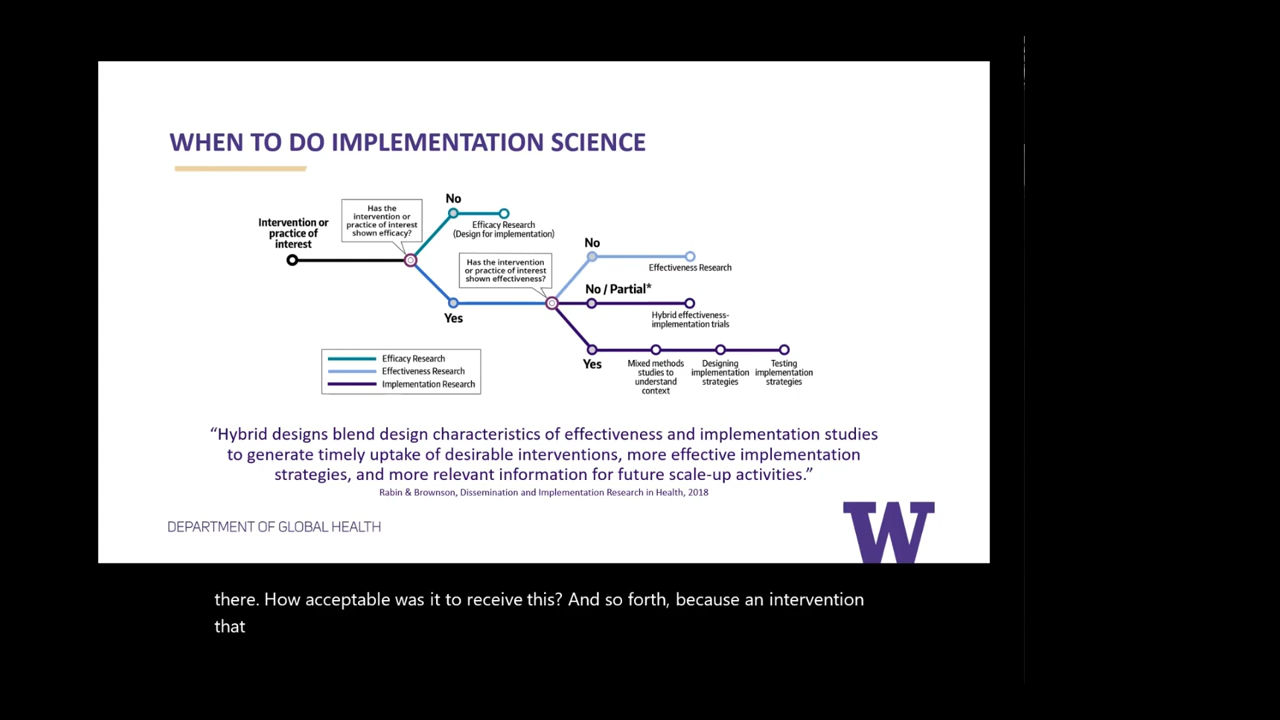 WHEN TO DO IMPLEMENTATION SCIENCE
Intervention or
practice of
interest
Has the
intervention or
practice of interest
shown efficacy?
No
Efficacy Research
(Design for implementation)
Yes
Has the intervention
or practice of interest
shown effectiveness?
No
Effectiveness Research
No / Partial*
Hybrid effectiveness-
implementation trials
Yes
Mixed methods
studies to
understand
context
Designing
implementation
strategies
Testing
implementation
strategies
Efficacy Research
Effectiveness Research
Implementation Research
“Hybrid designs blend design characteristics of effectiveness and implementation studies
to generate timely uptake of desirable interventions, more effective implementation
strategies, and more relevant information for future scale-up activities.”
Rabin & Brownson, Dissemination and Implementation Research in Health, 2018
DEPARTMENT OF GLOBAL HEALTH
W
there. How acceptable was it to receive this? And so forth, because an intervention
that